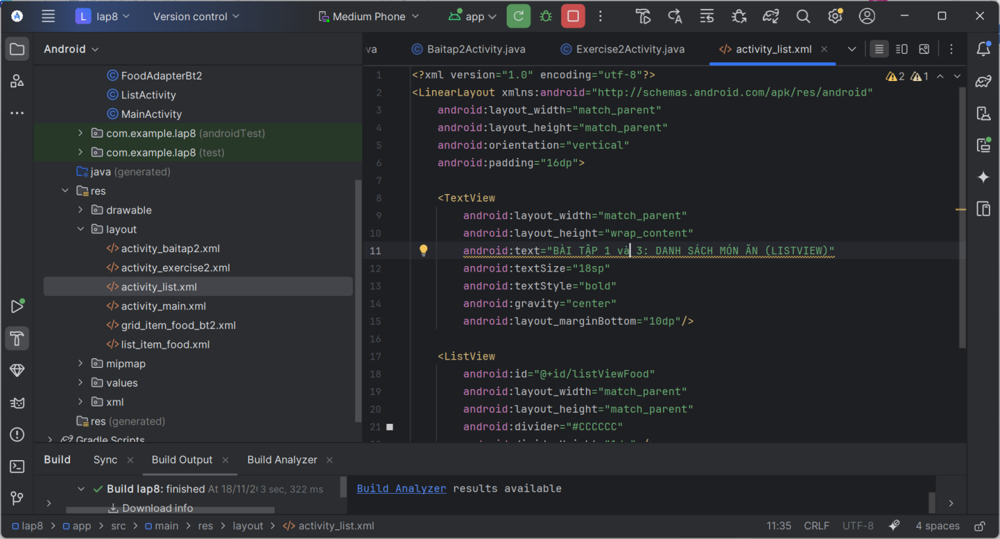 L lap8 Version control Medium Phone app
Android
va Baitap2Activity.java Exercise2Activity.java activity_list.xml
FoodAdapterBt2
ListActivity
MainActivity
com.example.lap8 (androidTest)
com.example.lap8 (test)
java (generated)
res
drawable
layout
activity_baitap2.xml
activity_exercise2.xml
activity_list.xml
activity_main.xml
grid_item_food_bt2.xml
list_item_food.xml
mipmap
values
xml
res (generated)
Gradle Scripts
2 1
1 <?xml version="1.0" encoding="utf-8"?>
2 <LinearLayout xmlns:android="http://schemas.android.com/apk/res/android"
3 android:layout_width="match_parent"
4 android:layout_height="match_parent"
5 android:orientation="vertical"
6 android:padding="16dp">
7
8 <TextView
9 android:layout_width="match_parent"
10 android:layout_height="wrap_content"
11 android:text="BÀI TẬP 1 và 3: DANH SÁCH MÓN ĂN (LISTVIEW)"
12 android:textSize="18sp"
13 android:textStyle="bold"
14 android:gravity="center"
15 android:layout_marginBottom="10dp"/>
16
17 <ListView
18 android:id="@+id/listViewFood"
19 android:layout_width="match_parent"
20 android:layout_height="match_parent"
21 android:divider="#CCCCCC"
Build Sync Build Output Build Analyzer
Build lap8: finished At 18/11/2 3 sec, 322 ms
Download info
Build Analyzer results available
lap8 > app > src > main > res > layout > activity_list.xml
11:35 CRLF UTF-8 4 spaces